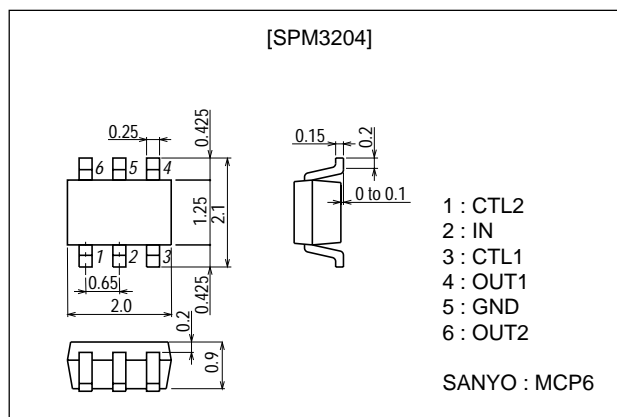 [SPM3204]
0.25
0.425
6
5
4
1.25
2.1
1
2
3
0.65
2.0
0.425
0.15
0.2
0 to 0.1
0.2
0.9
1 : CTL2
2 : IN
3 : CTL1
4 : OUT1
5 : GND
6 : OUT2
SANYO : MCP6